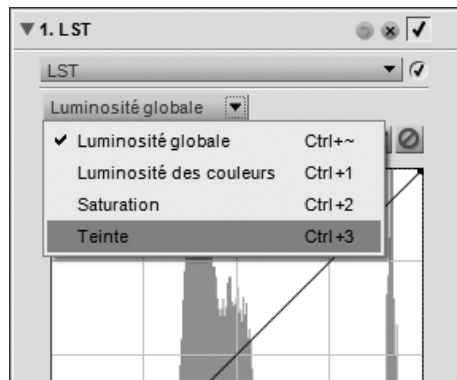 1. LST
LST
Luminosité globale
Luminosité globale Ctrl+~
Luminosité des couleurs Ctrl+1
Saturation Ctrl+2
Teinte Ctrl+3